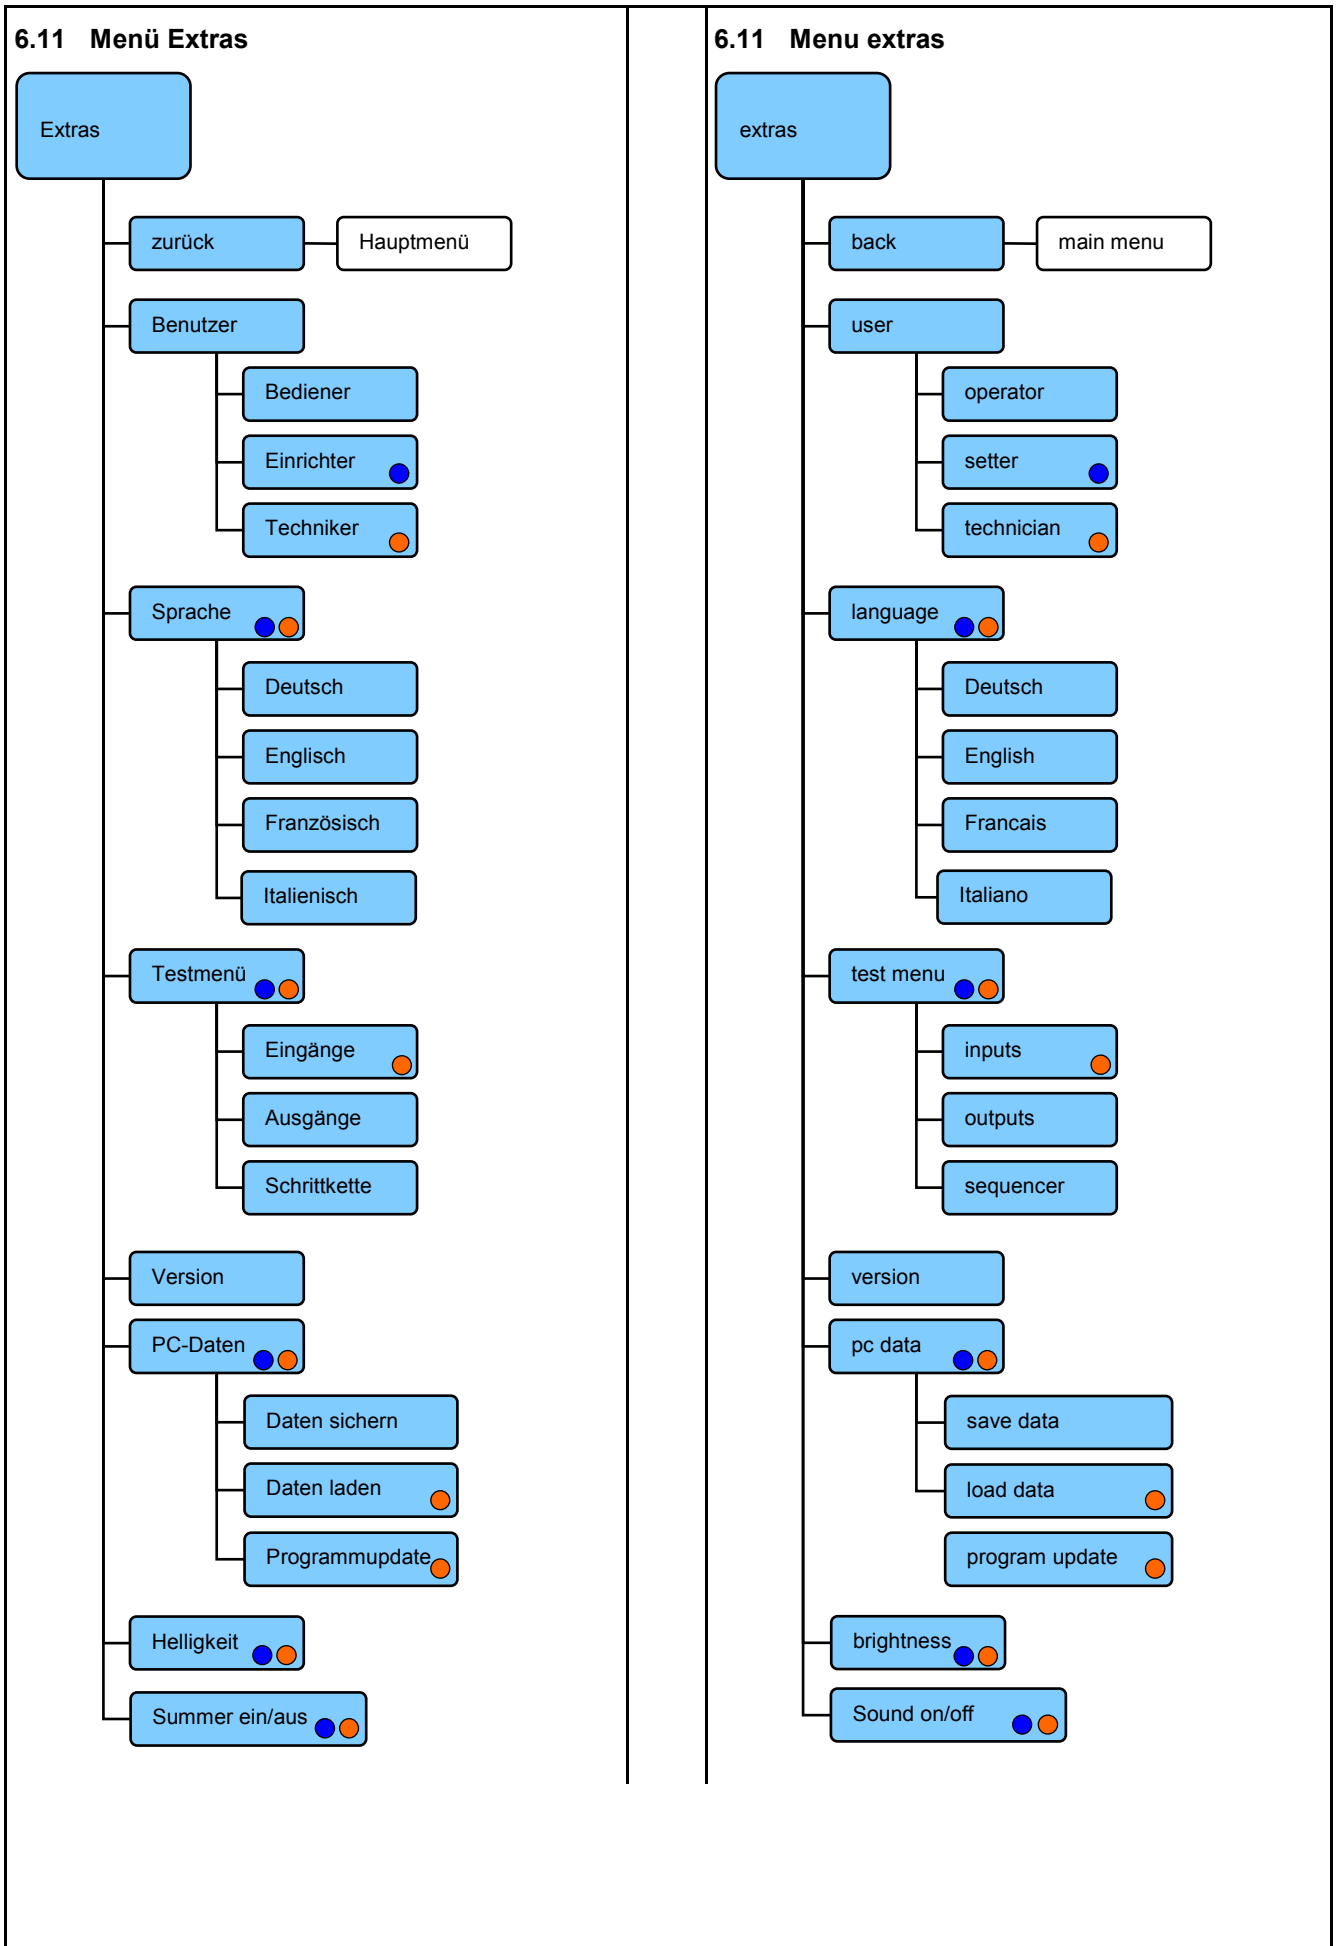 6.11 Menü Extras
Extras
zurück
Hauptmenü
Benutzer
Bediener
Einrichter
Techniker
Sprache
Deutsch
Englisch
Französisch
Italienisch
Testmenü
Eingänge
Ausgänge
Schrittkette
Version
PC-Daten
Daten sichern
Daten laden
Programmupdate
Helligkeit
Summer ein/aus
6.11 Menu extras
extras
back
main menu
user
operator
setter
technician
language
Deutsch
English
Francais
Italiano
test menu
inputs
outputs
sequencer
version
pc data
save data
load data
program update
brightness
Sound on/off